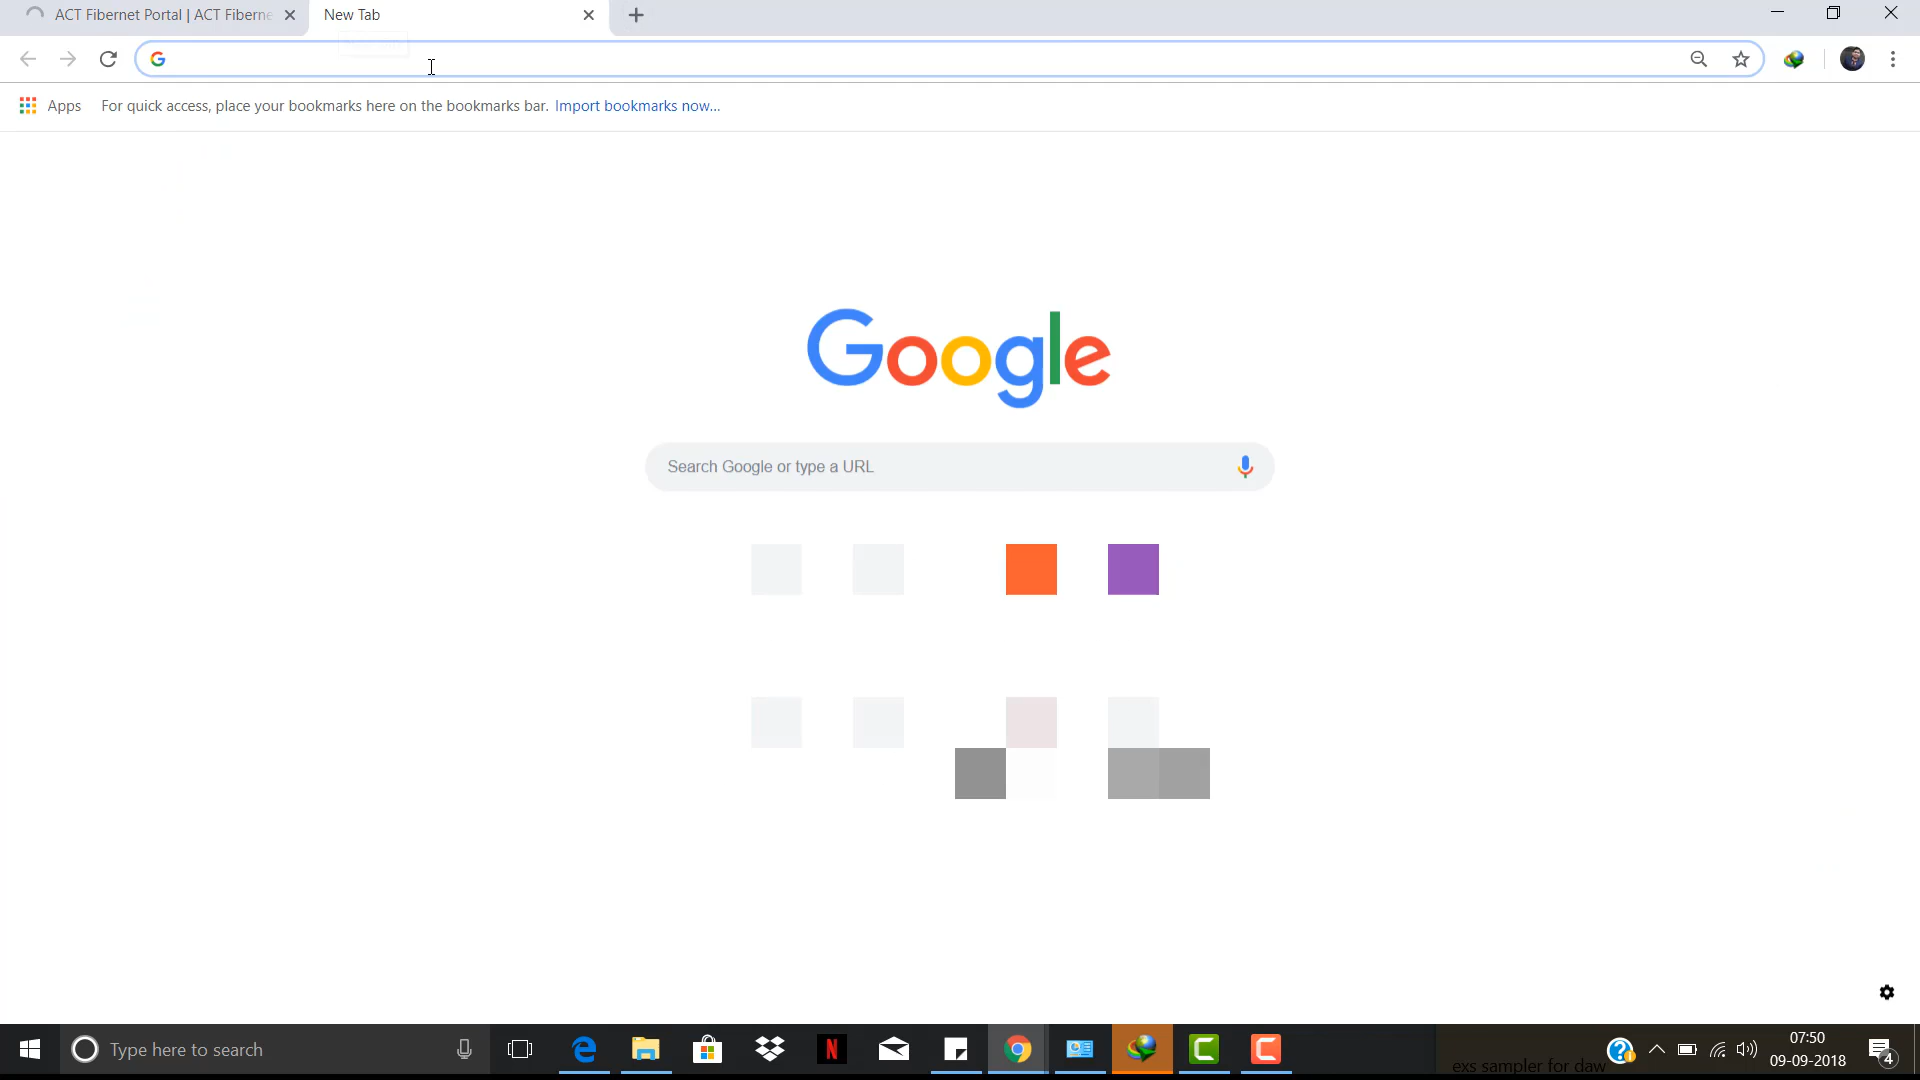 ACT Fibernet Portal | ACT Fiberne
New Tab
Apps
For quick access, place your bookmarks here on the bookmarks bar. Import bookmarks now...
Google
Search Google or type a URL
Type here to search
exs sampler for daw
07:50
09-09-2018
4